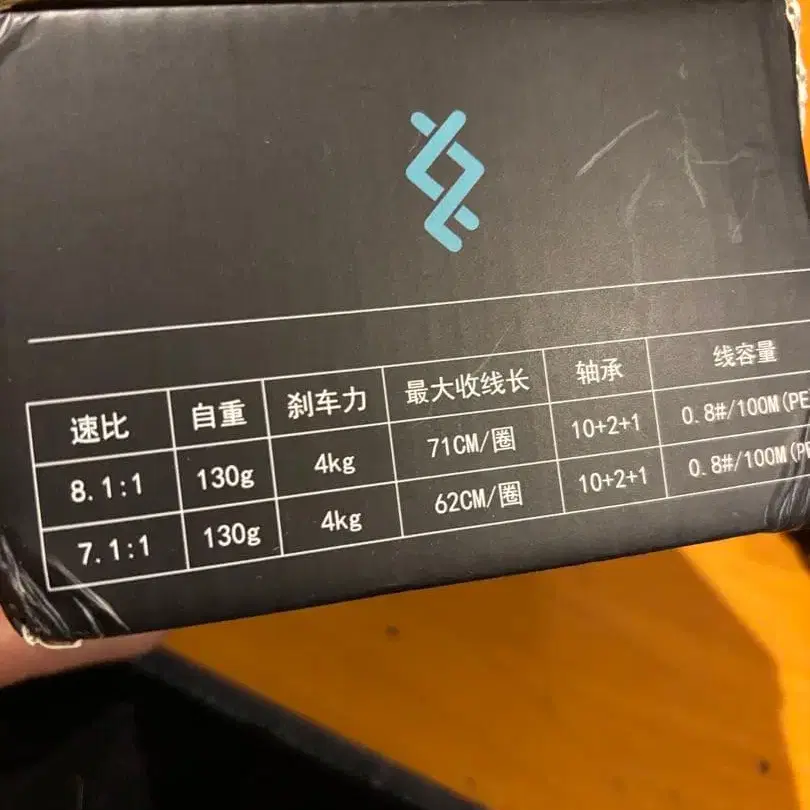 速比 自重 刹车力 最大收线长 轴承 线容量
8.1:1 130g 4kg 71CM/圈 10+2+1 0.8#/100M(PE
7.1:1 130g 4kg 62CM/圈 10+2+1 0.8#/100M(PE